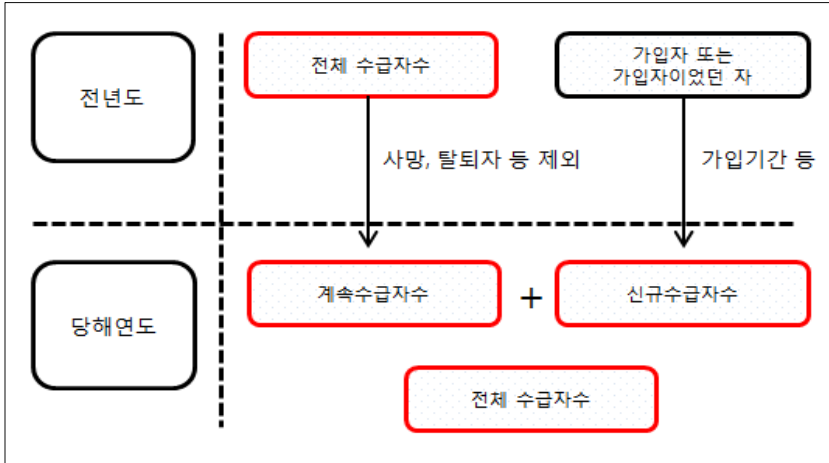 전년도
전체 수급자수
가입자 또는
가입자이었던 자
사망, 탈퇴자 등 제외
가입기간 등
당해연도
계속수급자수
+
신규수급자수
전체 수급자수